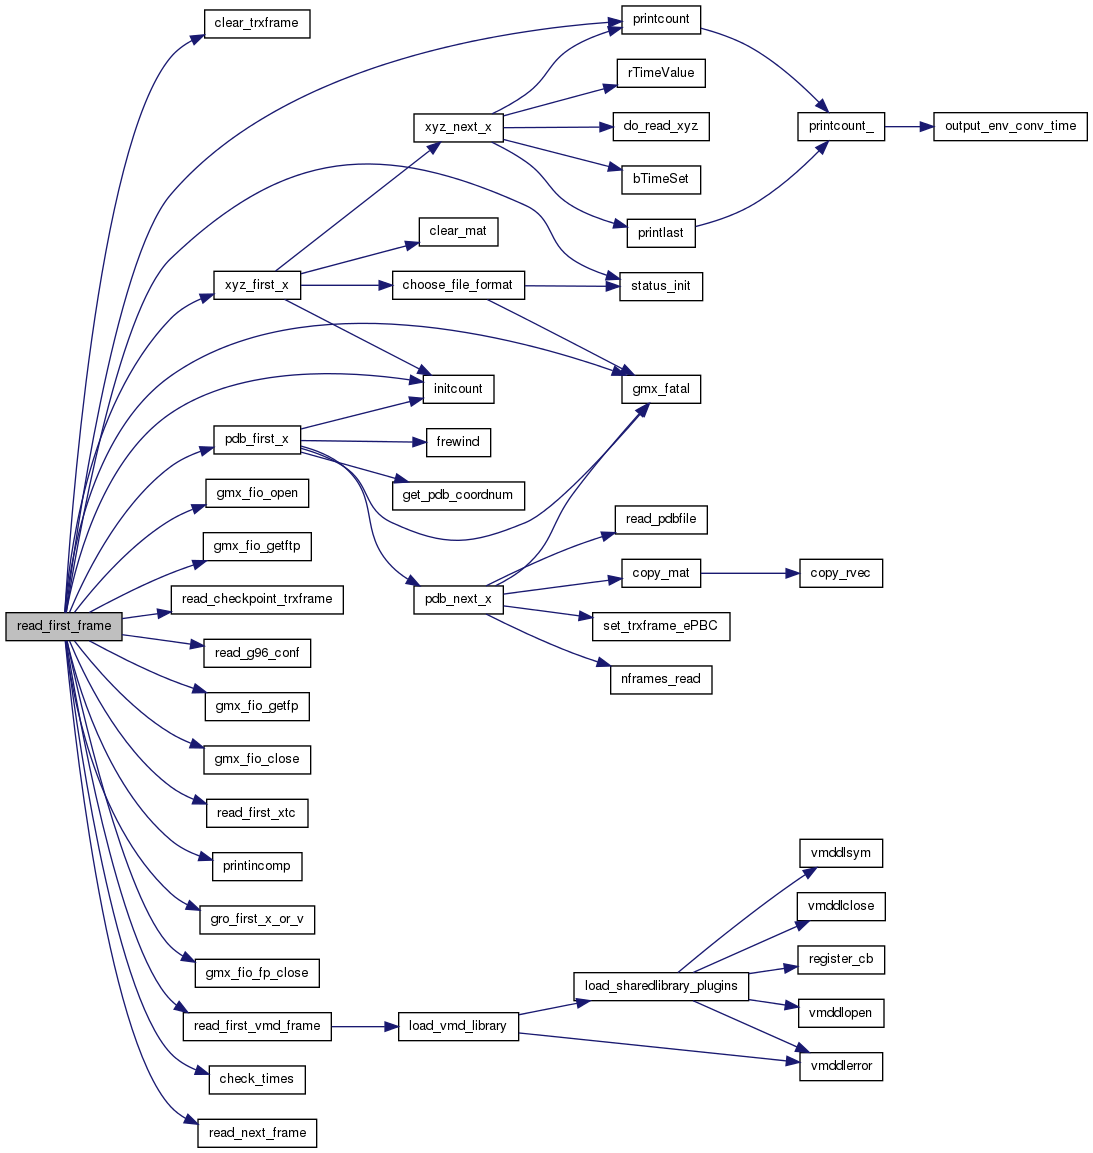 clear_trxframe
printcount
rTimeValue
xyz_next_x
do_read_xyz
printcount_
output_env_conv_time
bTimeSet
clear_mat
printlast
xyz_first_x
choose_file_format
status_init
initcount
gmx_fatal
pdb_first_x
frewind
gmx_fio_open
get_pdb_coordnum
read_pdbfile
gmx_fio_getftp
copy_mat
copy_rvec
read_checkpoint_trxframe
pdb_next_x
read_first_frame
set_trxframe_ePBC
read_g96_conf
nframes_read
gmx_fio_getfp
gmx_fio_close
read_first_xtc
printincomp
vmddlsym
gro_first_x_or_v
vmddlclose
gmx_fio_fp_close
load_sharedlibrary_plugins
register_cb
read_first_vmd_frame
load_vmd_library
vmddlopen
check_times
vmddlerror
read_next_frame